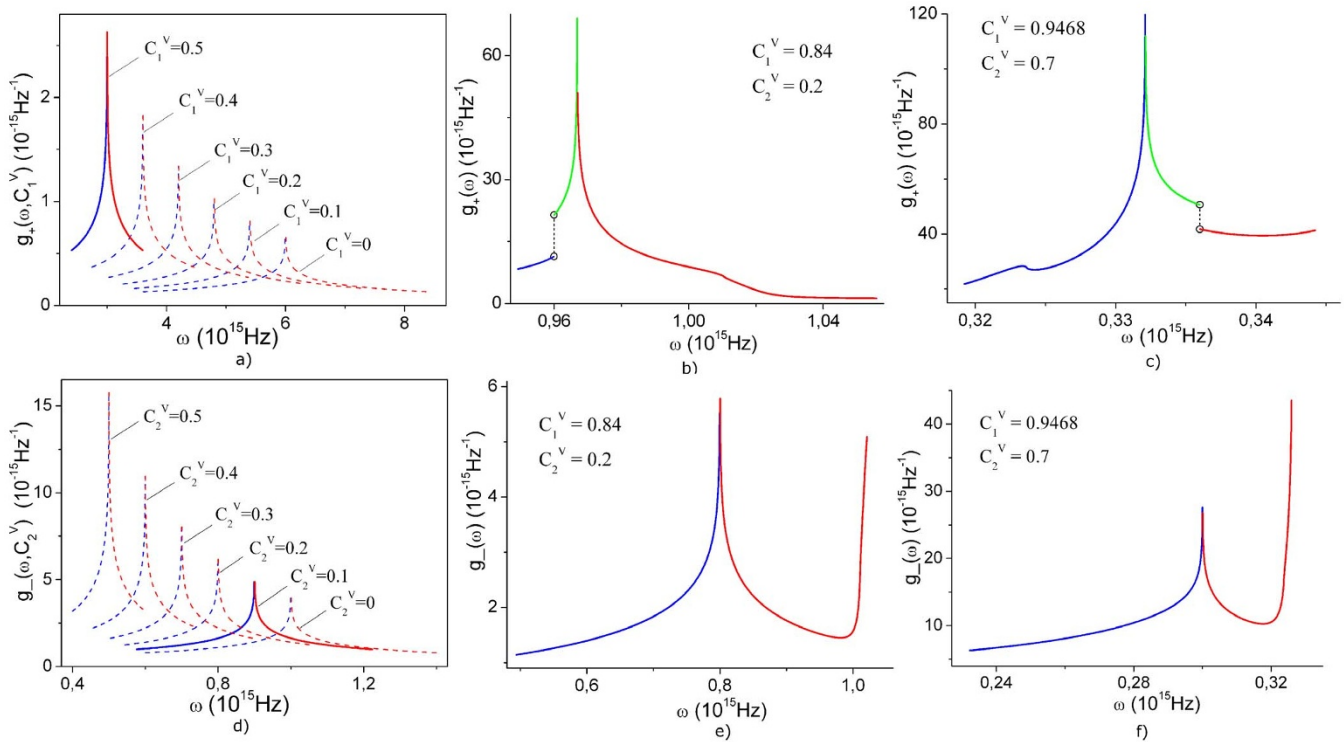 g₊(ω,C₁ⱽ) (10⁻¹⁵Hz⁻¹)
2
1
0
C₁ⱽ=0.5
C₁ⱽ=0.4
C₁ⱽ=0.3
C₁ⱽ=0.2
C₁ⱽ=0.1
C₁ⱽ=0
4 6 8
ω (10¹⁵Hz)
a)
g₊(ω) (10⁻¹⁵Hz⁻¹)
60
30
0
C₁ⱽ = 0.84
C₂ⱽ = 0.2
0,96 1,00 1,04
ω (10¹⁵Hz)
b)
g₊(ω) (10⁻¹⁵Hz⁻¹)
120
80
40
C₁ⱽ = 0.9468
C₂ⱽ = 0.7
0,32 0,33 0,34
ω (10¹⁵Hz)
c)
g_(ω,C₂ⱽ) (10⁻¹⁵Hz⁻¹)
15
10
5
0
C₂ⱽ=0.5
C₂ⱽ=0.4
C₂ⱽ=0.3
C₂ⱽ=0.2
C₂ⱽ=0.1
C₂ⱽ=0
0,4 0,8 1,2
ω (10¹⁵Hz)
d)
g_(ω) (10⁻¹⁵Hz⁻¹)
6
4
2
C₁ⱽ = 0.84
C₂ⱽ = 0.2
0,6 0,8 1,0
ω (10¹⁵Hz)
e)
g_(ω) (10⁻¹⁵Hz⁻¹)
40
30
20
10
C₁ⱽ = 0.9468
C₂ⱽ = 0.7
0,24 0,28 0,32
ω (10¹⁵Hz)
f)